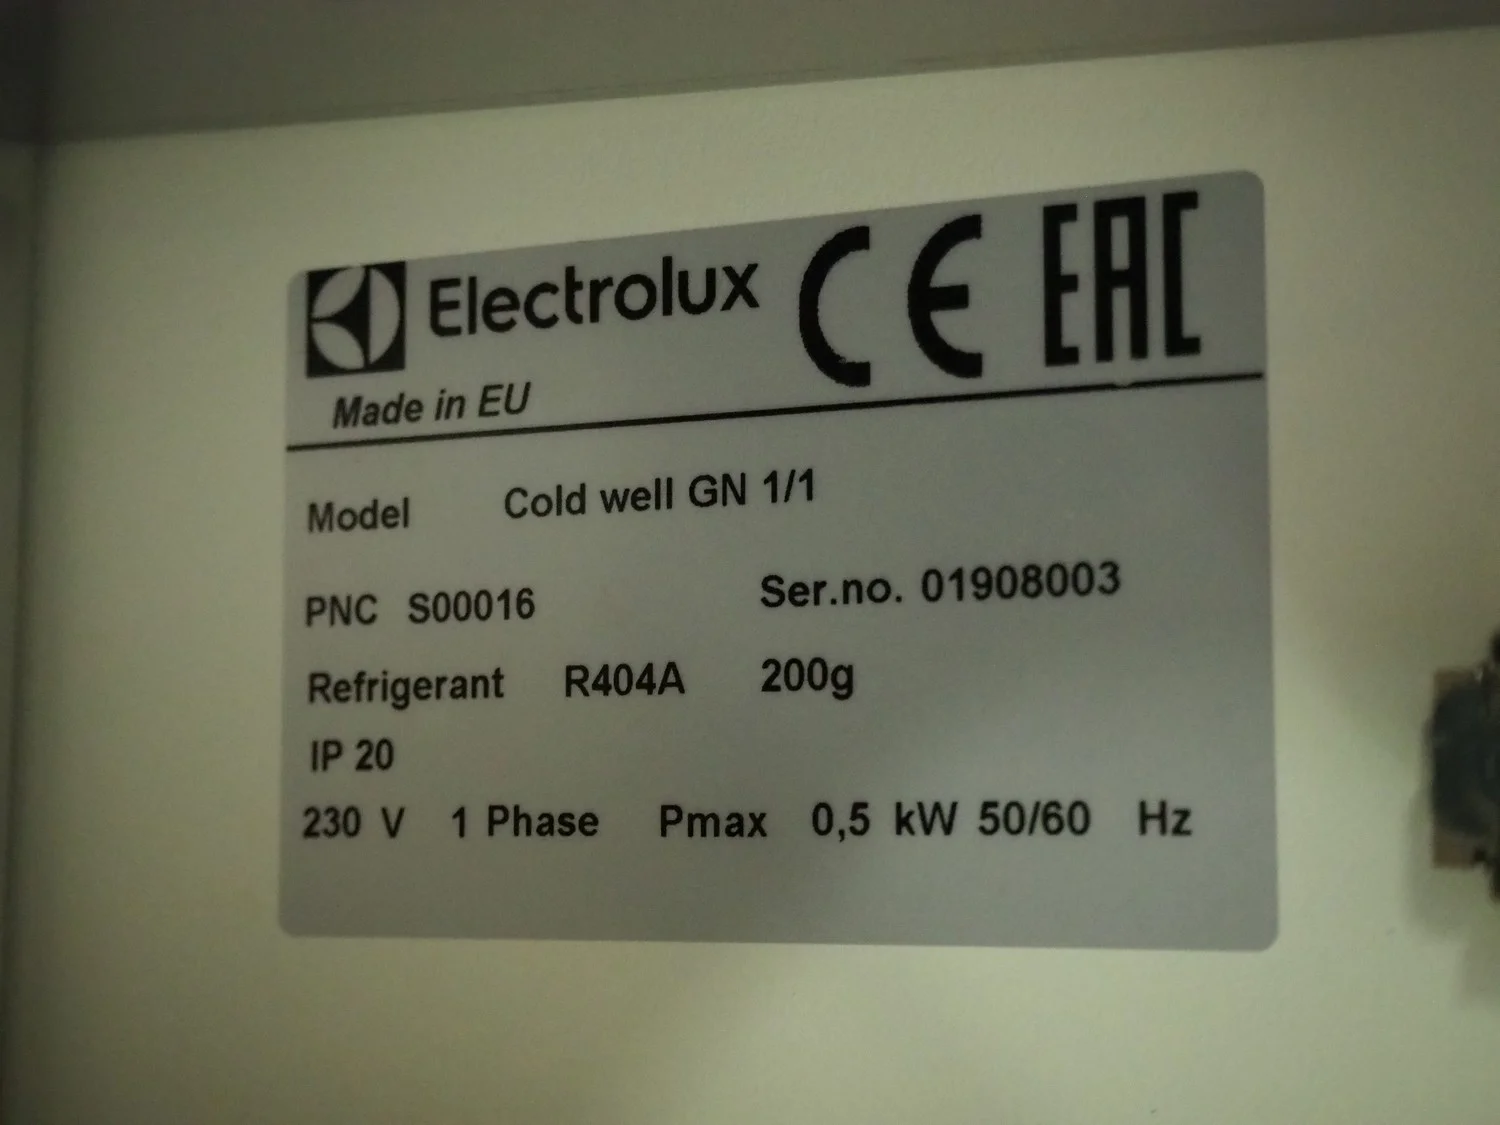 Electrolux CE EAC
Made in EU
Model Cold well GN 1/1
PNC S00016 Ser.no. 01908003
Refrigerant R404A 200g
IP 20
230 V 1 Phase Pmax 0,5 kW 50/60 Hz